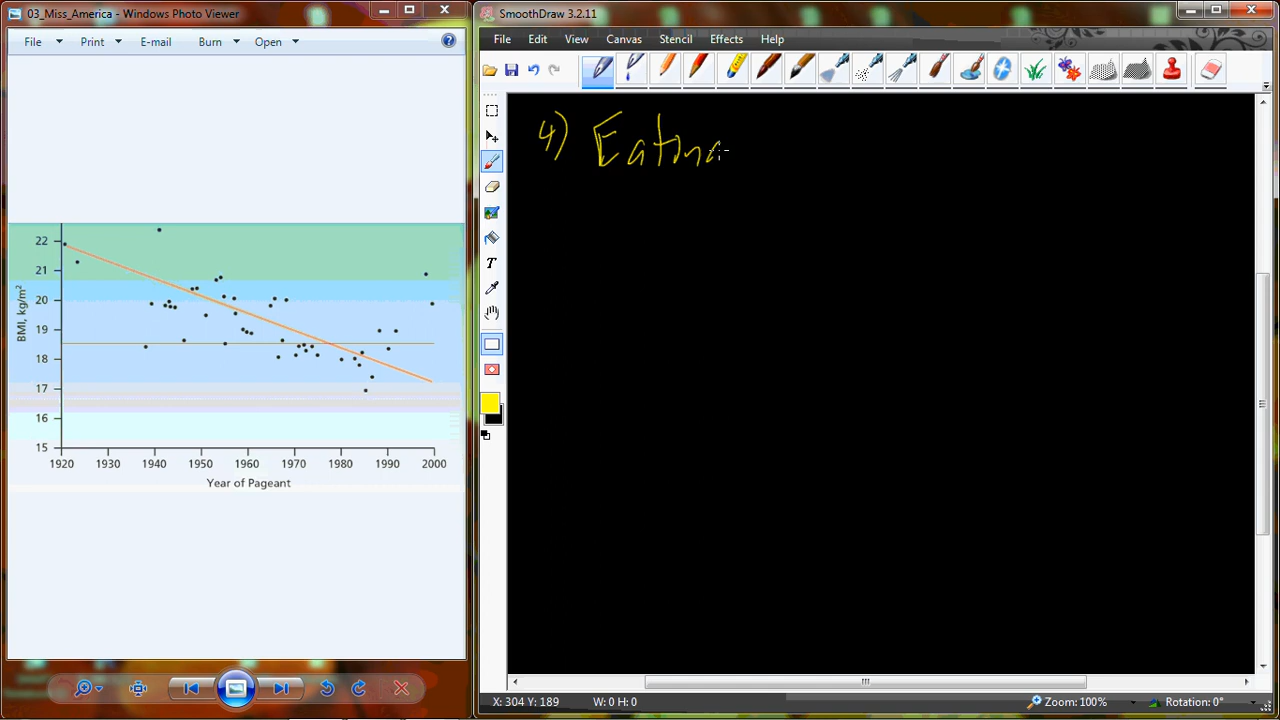 03_Miss_America - Windows Photo Viewer
File Print E-mail Burn Open
22
21
20
19
18
17
16
15
BMI, kg/m²
1920 1930 1940 1950 1960 1970 1980 1990 2000
Year of Pageant
SmoothDraw 3.2.11
File Edit View Canvas Stencil Effects Help
T
4) Eating
X: 304 Y: 189 W: 0 H: 0 Zoom: 100% Rotation: 0°